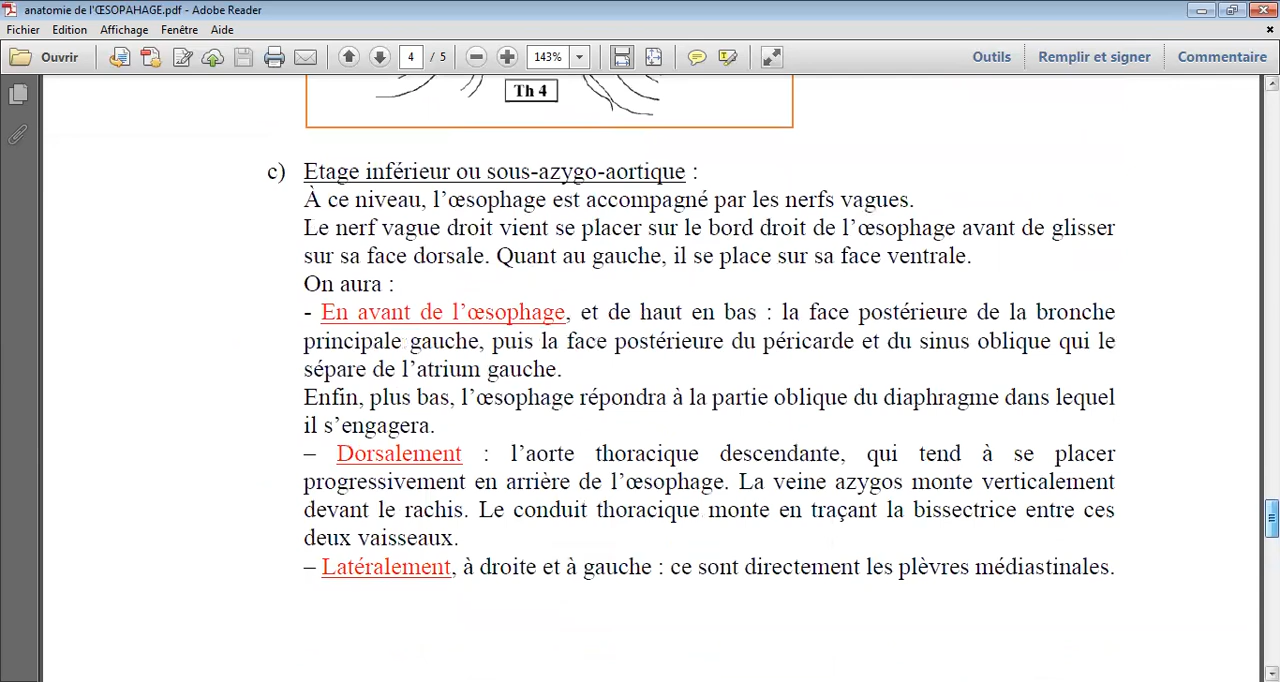 anatomie de l'ŒSOPAHAGE.pdf - Adobe Reader
Fichier Edition Affichage Fenêtre Aide
Ouvrir 4 / 5 143% Outils Remplir et signer Commentaire
Th 4
c) Etage inférieur ou sous-azygo-aortique :
À ce niveau, l’œsophage est accompagné par les nerfs vagues.
Le nerf vague droit vient se placer sur le bord droit de l’œsophage avant de glisser
sur sa face dorsale. Quant au gauche, il se place sur sa face ventrale.
On aura :
- En avant de l’œsophage, et de haut en bas : la face postérieure de la bronche
principale gauche, puis la face postérieure du péricarde et du sinus oblique qui le
sépare de l’atrium gauche.
Enfin, plus bas, l’œsophage répondra à la partie oblique du diaphragme dans lequel
il s’engagera.
– Dorsalement : l’aorte thoracique descendante, qui tend à se placer
progressivement en arrière de l’œsophage. La veine azygos monte verticalement
devant le rachis. Le conduit thoracique monte en traçant la bissectrice entre ces
deux vaisseaux.
– Latéralement, à droite et à gauche : ce sont directement les plèvres médiastinales.